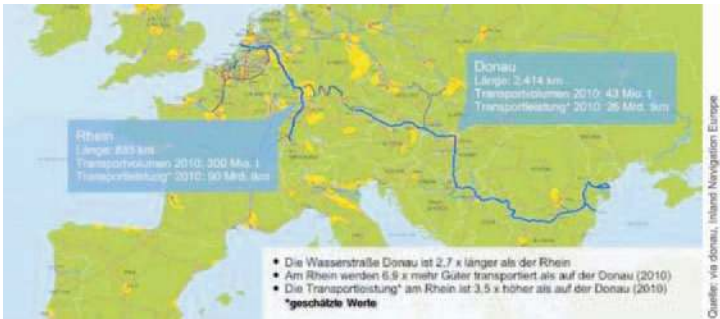 Donau
Länge: 2.414 km
Transportvolumen 2010: 43 Mio. t
Transportleistung* 2010: 26 Mrd. tkm
Rhein
Länge: 885 km
Transportvolumen 2010: 300 Mio. t
Transportleistung* 2010: 90 Mrd. tkm
• Die Wasserstraße Donau ist 2,7 x länger als der Rhein
• Am Rhein werden 6,9 x mehr Güter transportiert als auf der Donau (2010)
• Die Transportleistung* am Rhein ist 3,5 x höher als auf der Donau (2010)
*geschätzte Werte
Quelle: via donau, Inland Navigation Europe